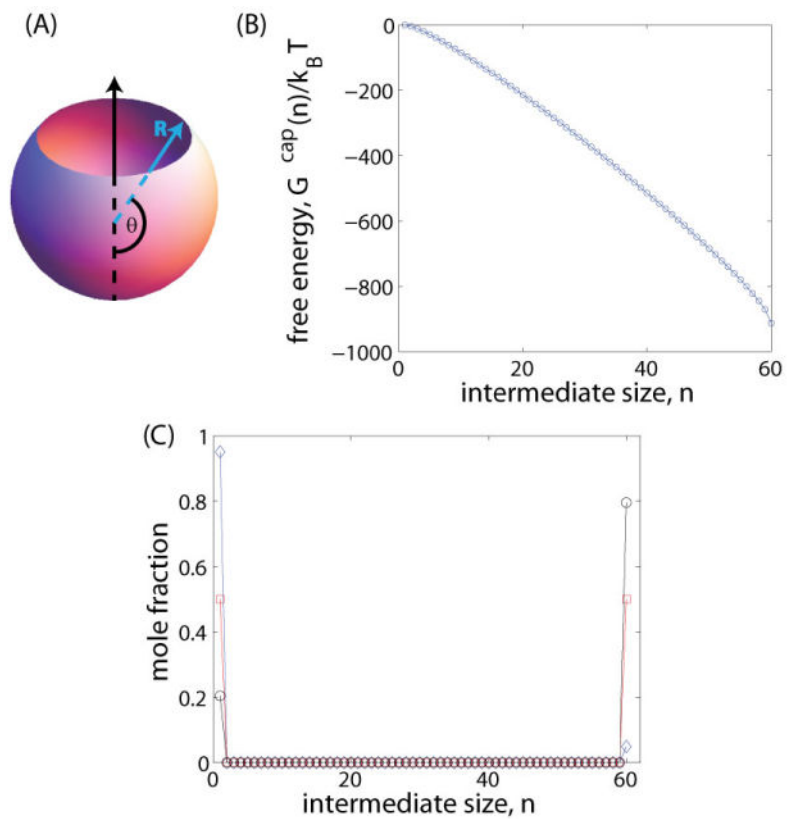 (A)
R
θ
(B)
0
−200
−400
−600
−800
−1000
free energy, G^cap(n)/k_BT
0 20 40 60
intermediate size, n
(C)
1
0.8
0.6
0.4
0.2
0
mole fraction
0 20 40 60
intermediate size, n